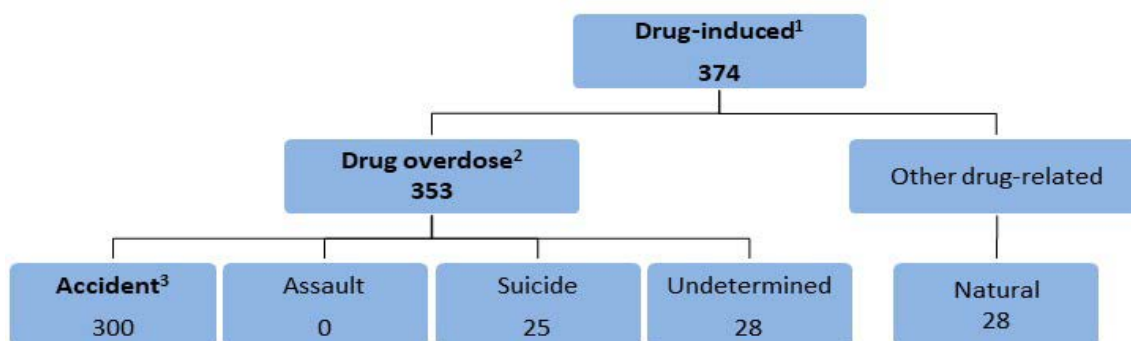 Drug-induced¹
374
Drug overdose²
353
Other drug-related
Accident³
300
Assault
0
Suicide
25
Undetermined
28
Natural
28